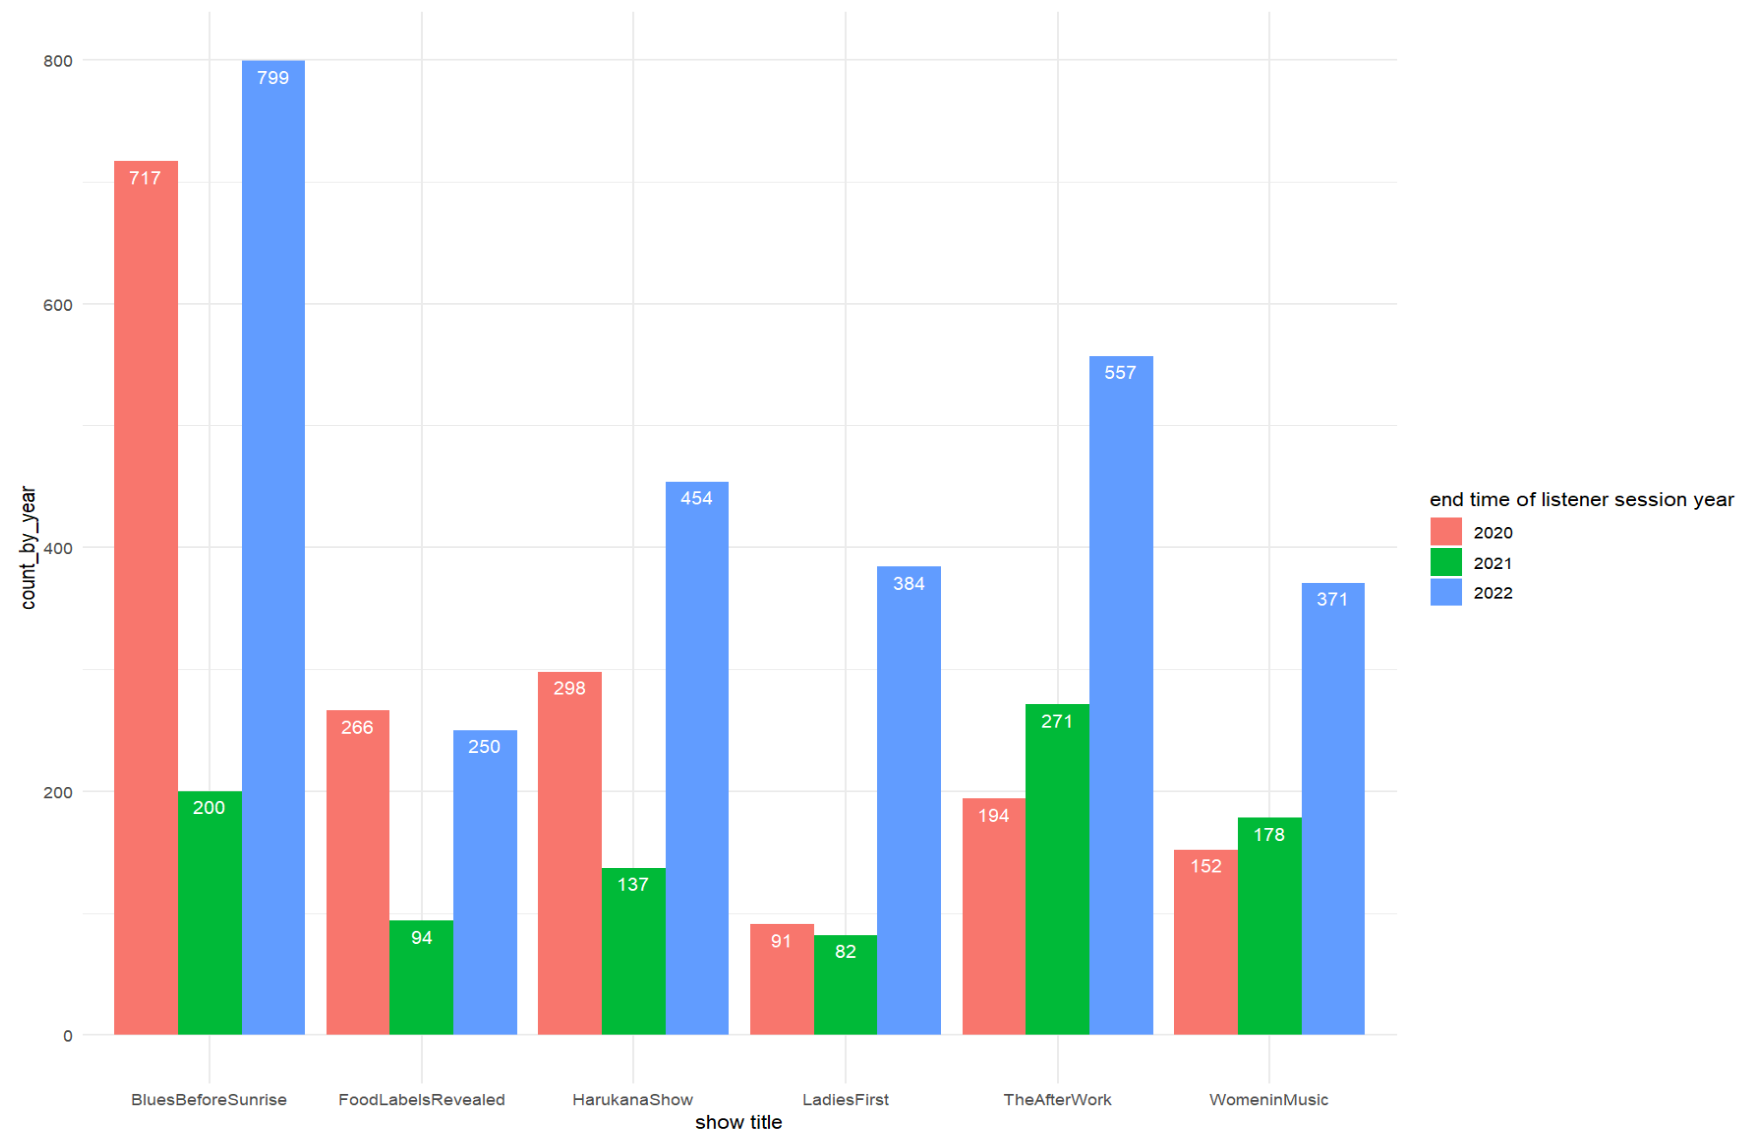 800
600
400
200
0
count_by_year
717
200
799
266
94
250
298
137
454
91
82
384
194
271
557
152
178
371
BluesBeforeSunrise
FoodLabelsRevealed
HarukanaShow
LadiesFirst
TheAfterWork
WomeninMusic
show title
end time of listener session year
2020
2021
2022